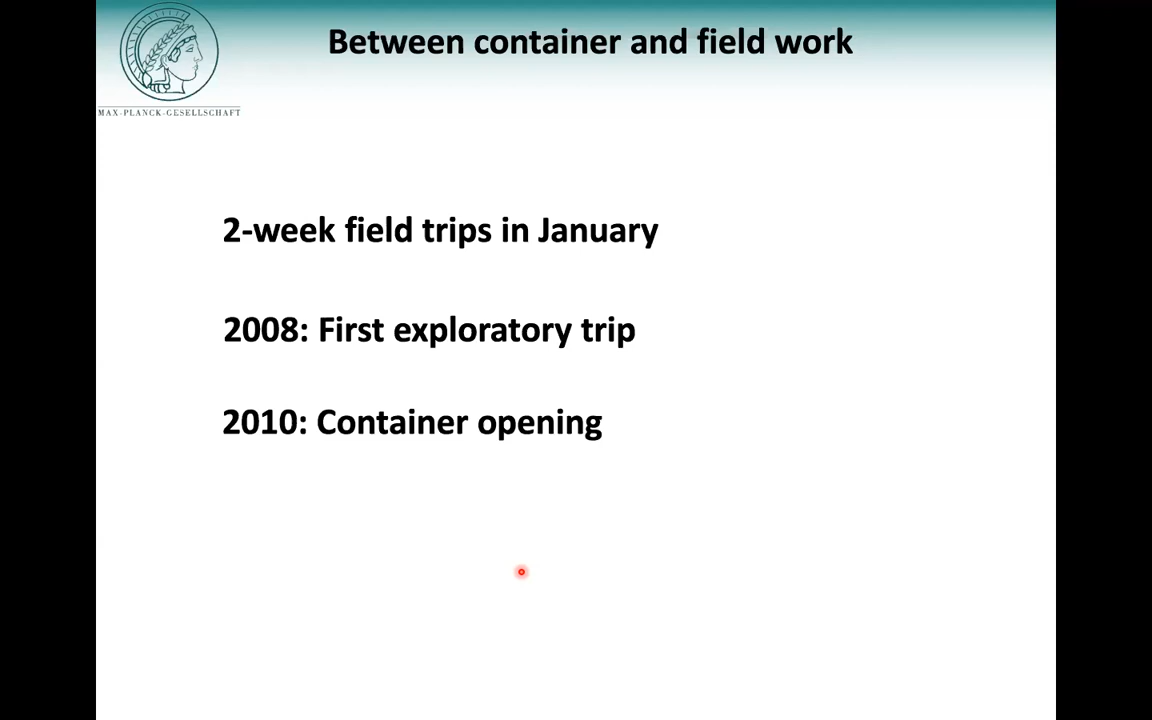 Between container and field work
MAX-PLANCK-GESELLSCHAFT
2-week field trips in January
2008: First exploratory trip
2010: Container opening